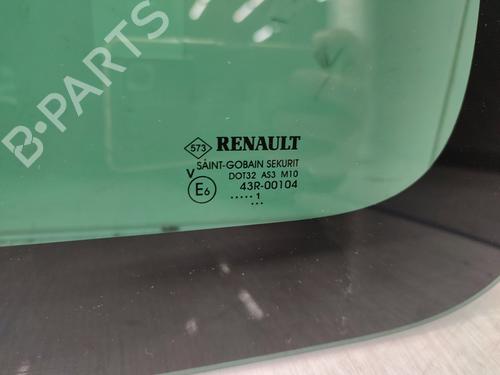 B-PARTS
573 RENAULT
SAINT-GOBAIN SEKURIT
V DOT32 AS3 M10
E6 43R-00104
..... 1
...